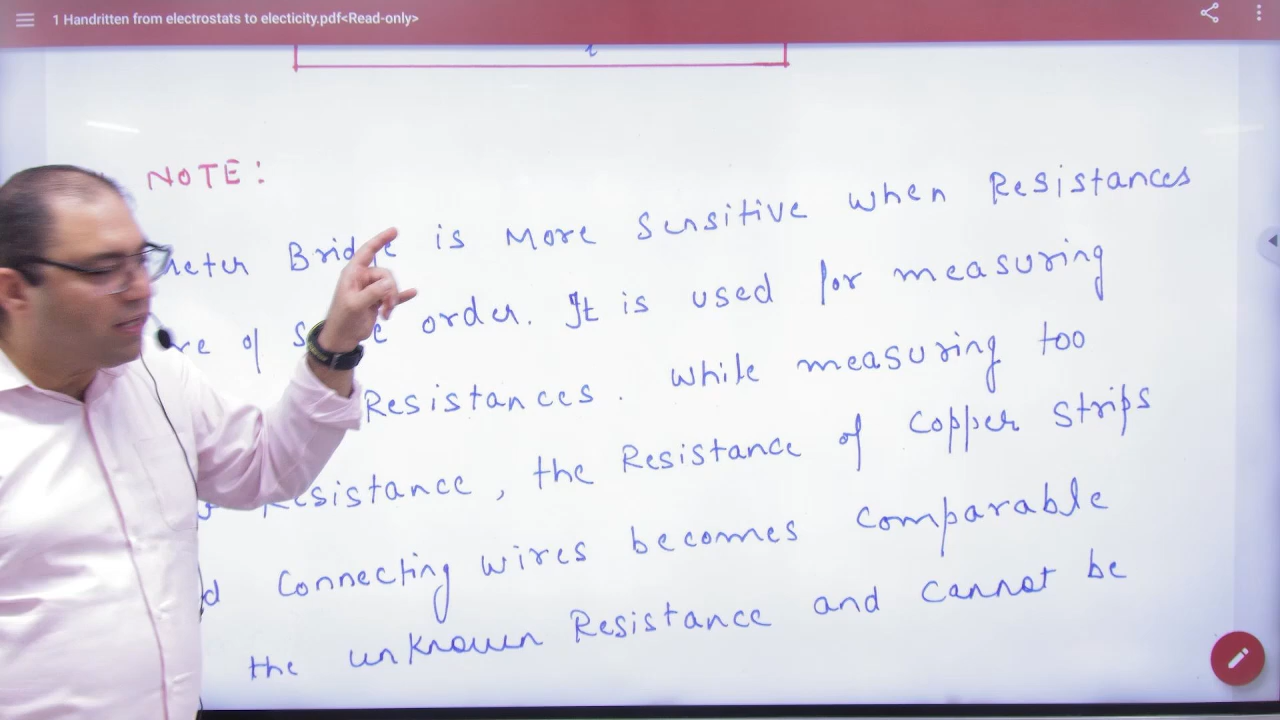 1 Handritten from electrostats to electicity.pdf<Read-only>
NOTE:
Bridge is More Sensitive when Resistances
of order. It is used for measuring
Resistances. While measuring too
Resistance, the Resistance of Copper Strips
Connecting wires becomes Comparable
the unknown Resistance and cannot be